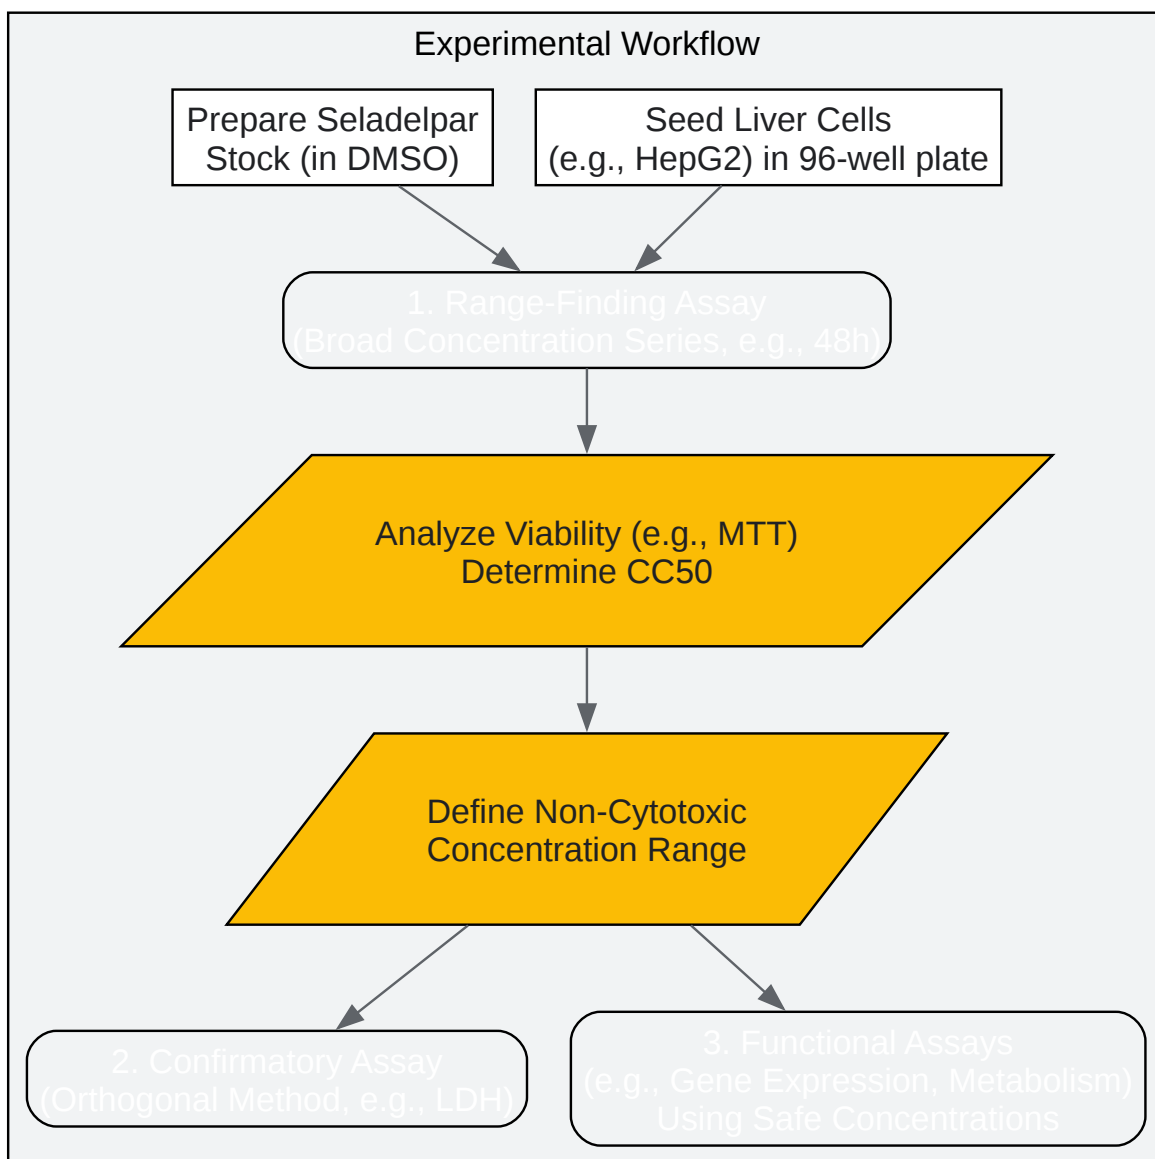 Experimental Workflow
Prepare Seladelpar
Stock (in DMSO)
Seed Liver Cells
(e.g., HepG2) in 96-well plate
1. Range-Finding Assay
(Broad Concentration Series, e.g., 48h)
Analyze Viability (e.g., MTT)
Determine CC50
Define Non-Cytotoxic
Concentration Range
2. Confirmatory Assay
(Orthogonal Method, e.g., LDH)
3. Functional Assays
(e.g., Gene Expression, Metabolism)
Using Safe Concentrations